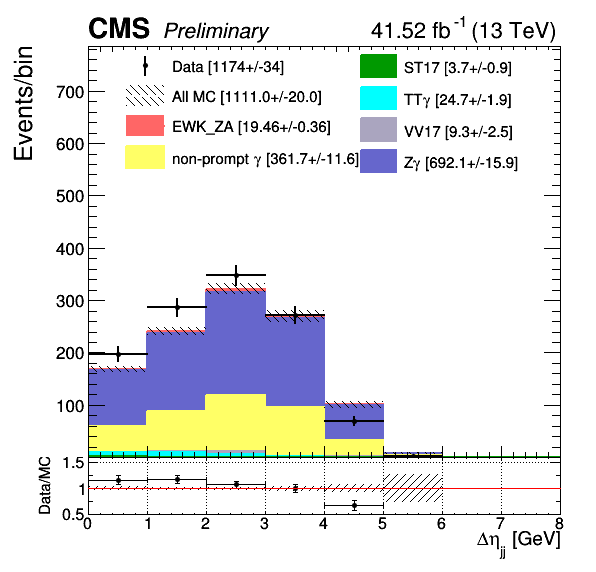 CMS Preliminary 41.52 fb⁻¹ (13 TeV)
Events/bin
Data [1174+/-34]
All MC [1111.0+/-20.0]
EWK_ZA [19.46+/-0.36]
non-prompt γ [361.7+/-11.6]
ST17 [3.7+/-0.9]
TTγ [24.7+/-1.9]
VV17 [9.3+/-2.5]
Zγ [692.1+/-15.9]
700
600
500
400
300
200
100
Data/MC
1.5
1
0.5
0 1 2 3 4 5 6 7 8
Δη_jj [GeV]